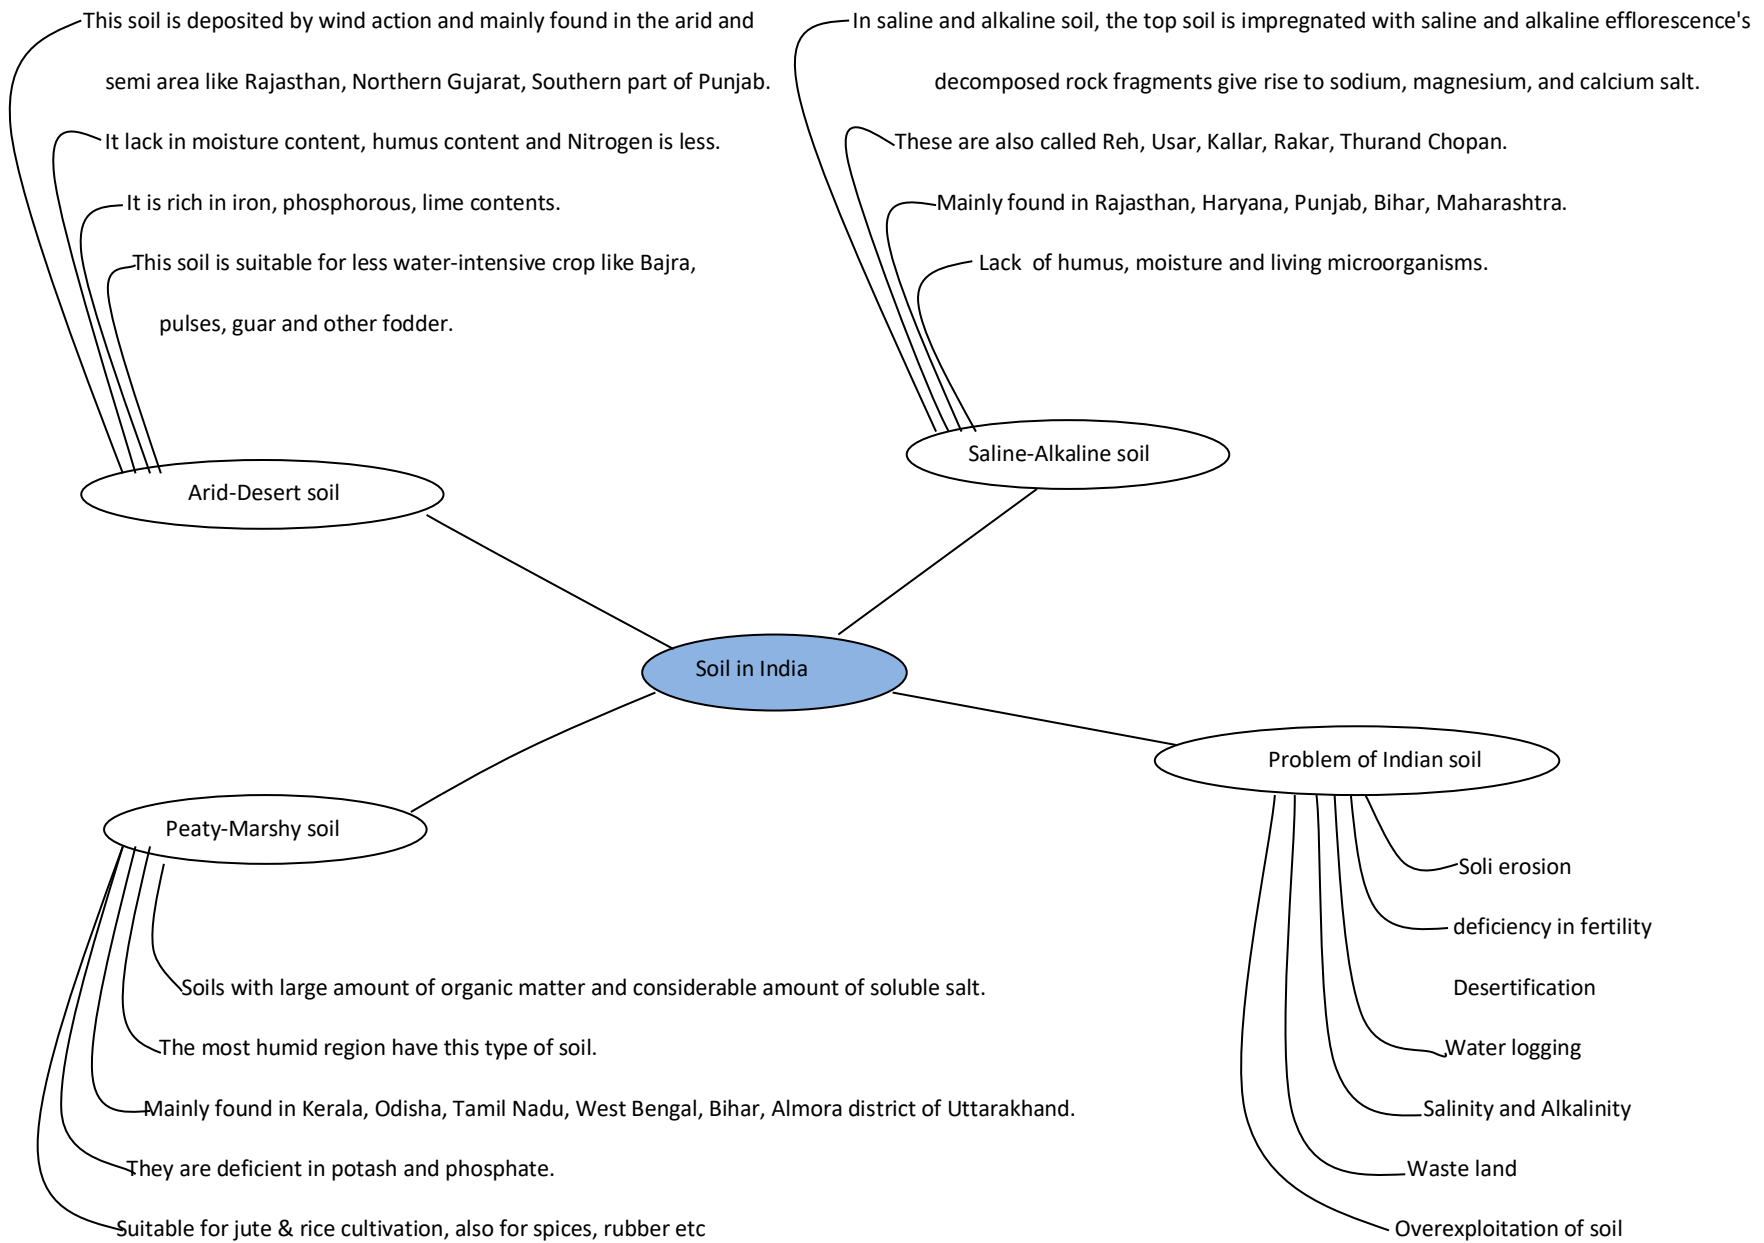 This soil is deposited by wind action and mainly found in the arid and
semi area like Rajasthan, Northern Gujarat, Southern part of Punjab.
It lack in moisture content, humus content and Nitrogen is less.
It is rich in iron, phosphorous, lime contents.
This soil is suitable for less water-intensive crop like Bajra,
pulses, guar and other fodder.
Arid-Desert soil
In saline and alkaline soil, the top soil is impregnated with saline and alkaline efflorescence's
decomposed rock fragments give rise to sodium, magnesium, and calcium salt.
These are also called Reh, Usar, Kallar, Rakar, Thurand Chopan.
Mainly found in Rajasthan, Haryana, Punjab, Bihar, Maharashtra.
Lack of humus, moisture and living microorganisms.
Saline-Alkaline soil
Soil in India
Peaty-Marshy soil
Soils with large amount of organic matter and considerable amount of soluble salt.
The most humid region have this type of soil.
Mainly found in Kerala, Odisha, Tamil Nadu, West Bengal, Bihar, Almora district of Uttarakhand.
They are deficient in potash and phosphate.
Suitable for jute & rice cultivation, also for spices, rubber etc
Problem of Indian soil
Soli erosion
deficiency in fertility
Desertification
Water logging
Salinity and Alkalinity
Waste land
Overexploitation of soil